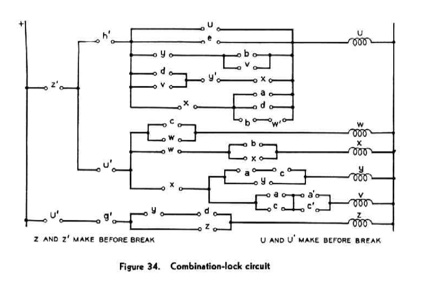 +
U
h'
e
U
y
b
v
d
v
y'
x
z'
a
x
d
b
w'
c
w
w
b
w
x
x
u'
a
c
y
y
x
a
a'
c
c'
v
U'
g'
y
d
z
z
Z AND Z' MAKE BEFORE BREAK
U AND U' MAKE BEFORE BREAK
Figure 34. Combination-lock circuit